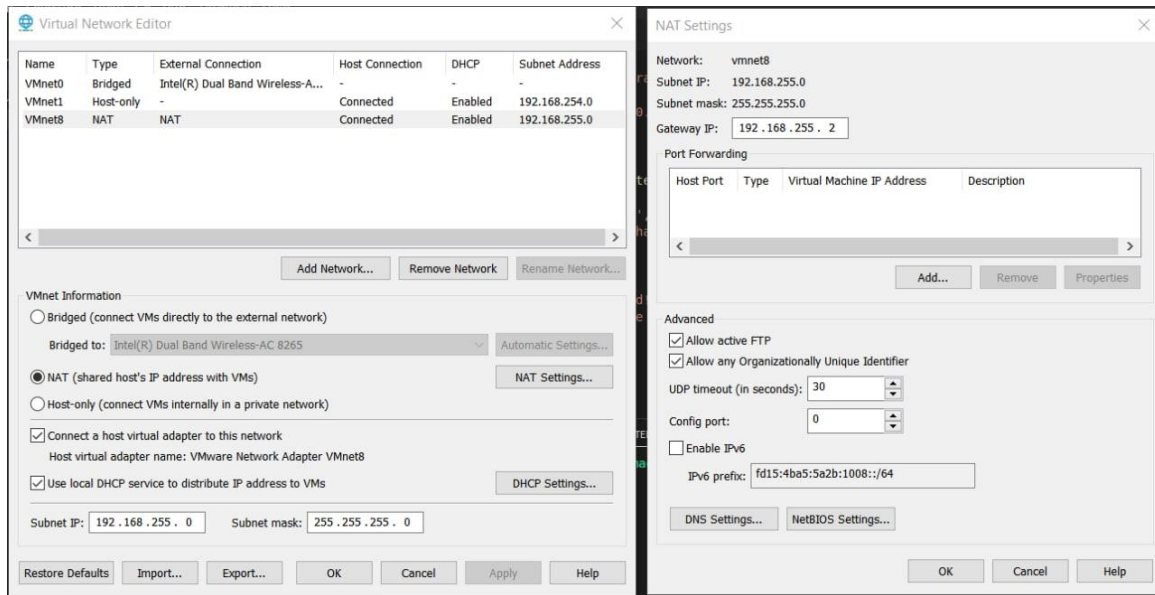 Virtual Network Editor
Name Type External Connection Host Connection DHCP Subnet Address
VMnet0 Bridged Intel(R) Dual Band Wireless-A... - - -
VMnet1 Host-only - Connected Enabled 192.168.254.0
VMnet8 NAT NAT Connected Enabled 192.168.255.0
Add Network... Remove Network Rename Network...
VMnet Information
Bridged (connect VMs directly to the external network)
Bridged to: Intel(R) Dual Band Wireless-AC 8265 Automatic Settings...
NAT (shared host's IP address with VMs) NAT Settings...
Host-only (connect VMs internally in a private network)
Connect a host virtual adapter to this network
Host virtual adapter name: VMware Network Adapter VMnet8
Use local DHCP service to distribute IP address to VMs DHCP Settings...
Subnet IP: 192 . 168 . 255 . 0 Subnet mask: 255 . 255 . 255 . 0
Restore Defaults Import... Export... OK Cancel Apply Help
NAT Settings
Network: vmnet8
Subnet IP: 192.168.255.0
Subnet mask: 255.255.255.0
Gateway IP: 192 . 168 . 255 . 2
Port Forwarding
Host Port Type Virtual Machine IP Address Description
Add... Remove Properties
Advanced
Allow active FTP
Allow any Organizationally Unique Identifier
UDP timeout (in seconds): 30
Config port: 0
Enable IPv6
IPv6 prefix: fd15:4ba5:5a2b:1008::/64
DNS Settings... NetBIOS Settings...
OK Cancel Help